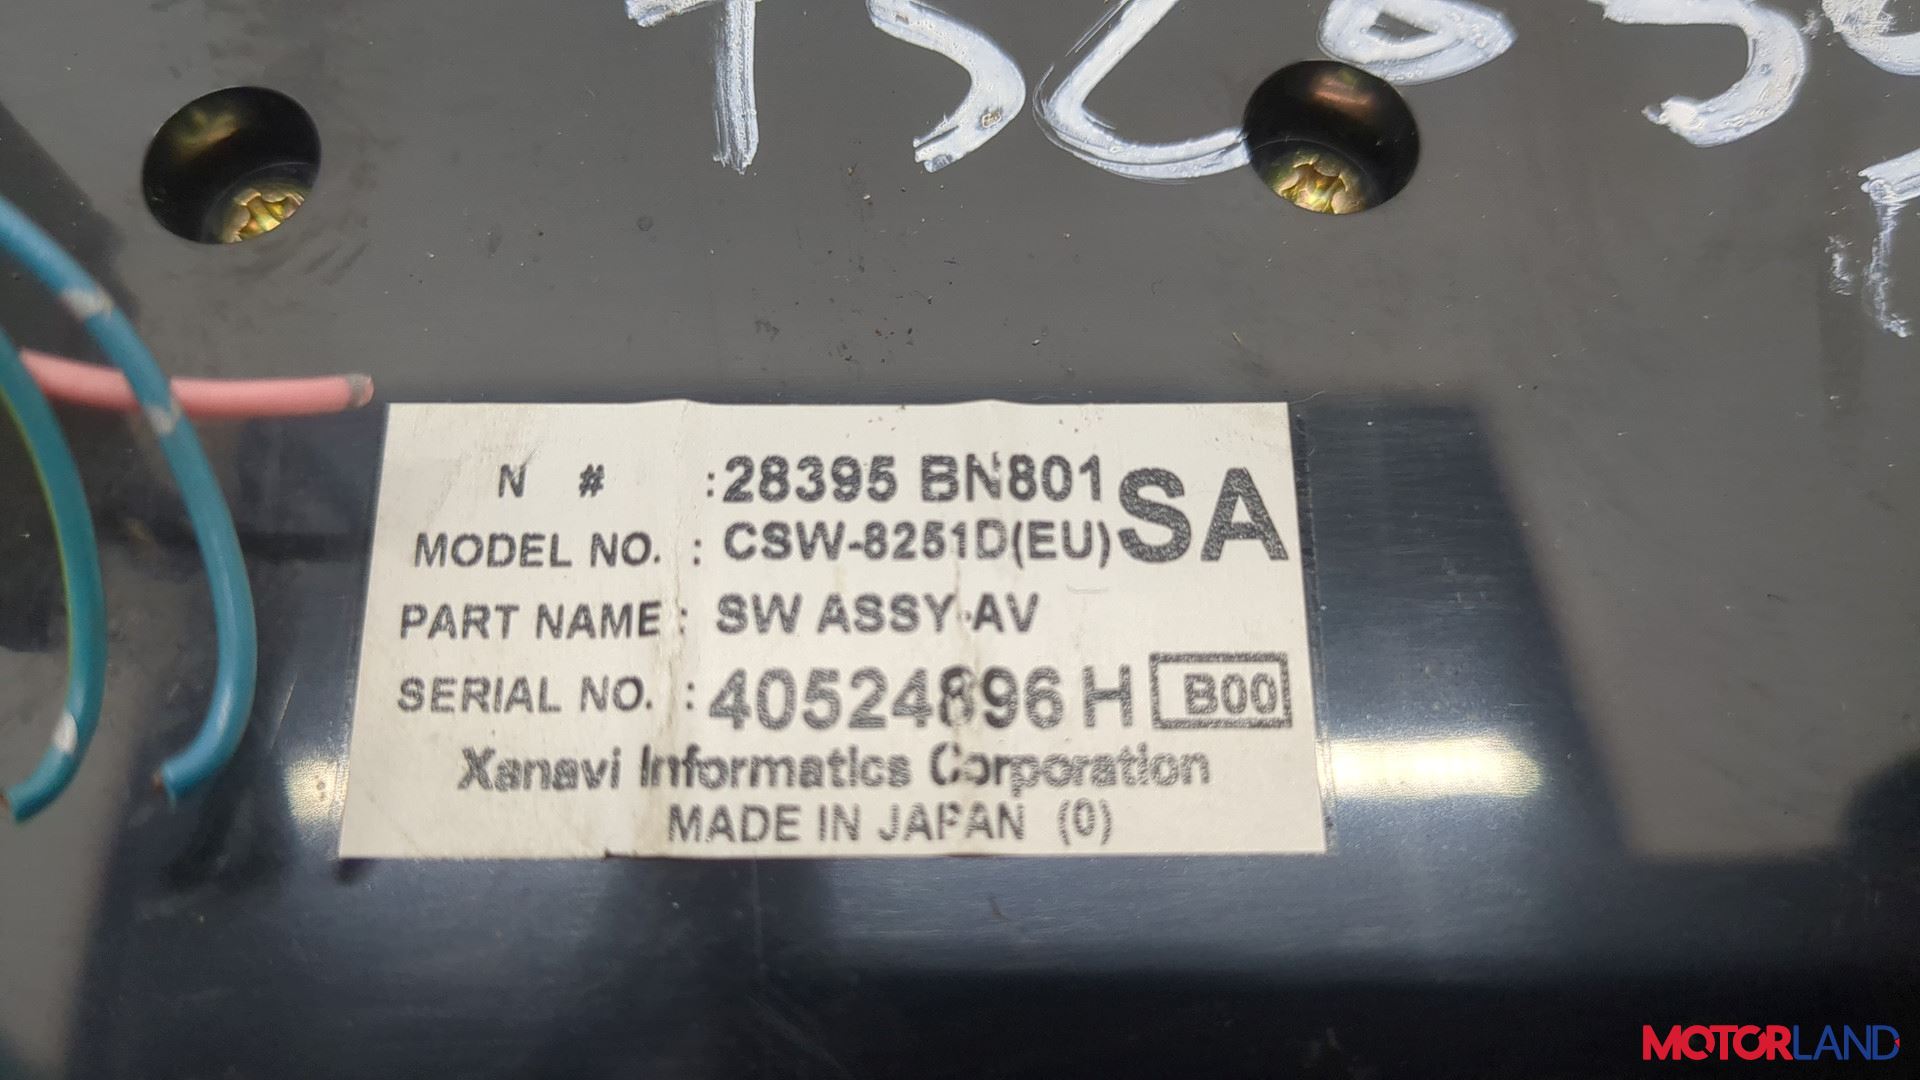 N # :28395 BN801 SA
MODEL NO. : CSW-8251D(EU)
PART NAME : SW ASSY-AV
SERIAL NO. : 40524896 H B00
Xanavi Informatics Corporation
MADE IN JAPAN (0)
MOTORLAND